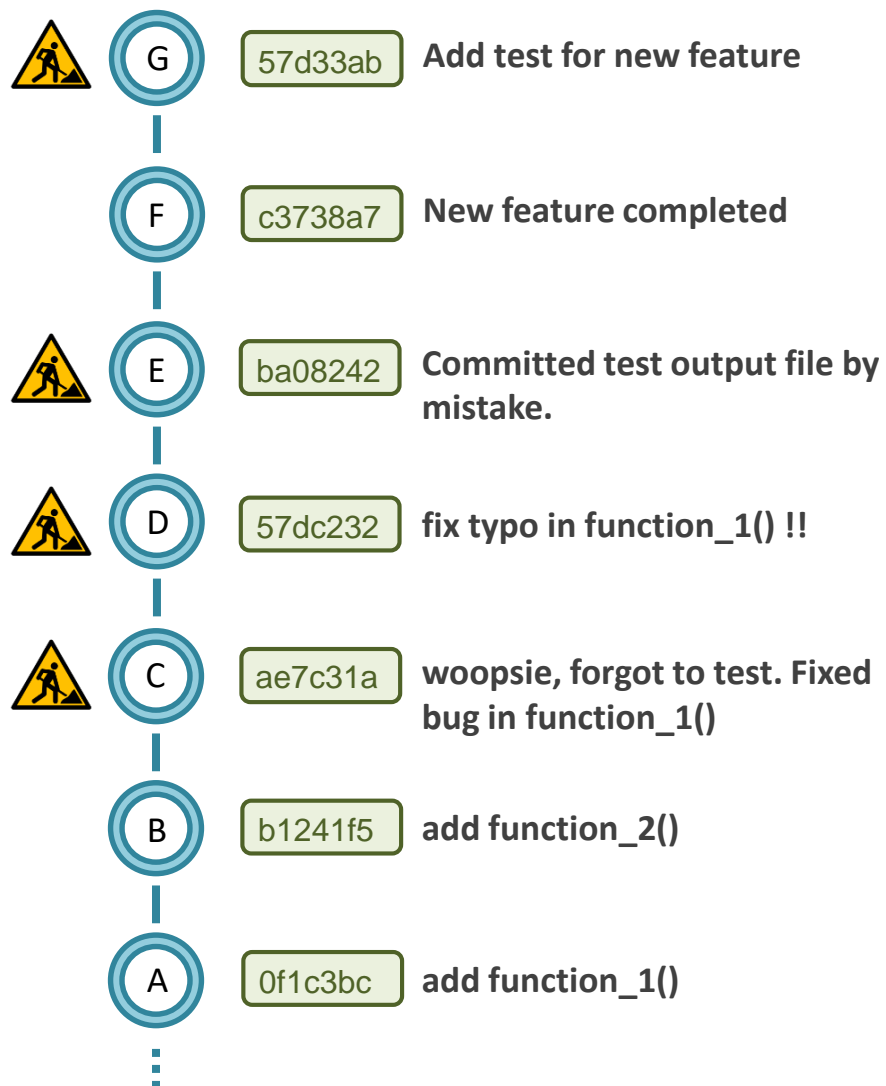 G 57d33ab Add test for new feature
F c3738a7 New feature completed
E ba08242 Committed test output file by
mistake.
D 57dc232 fix typo in function_1() !!
C ae7c31a woopsie, forgot to test. Fixed
bug in function_1()
B b1241f5 add function_2()
A 0f1c3bc add function_1()